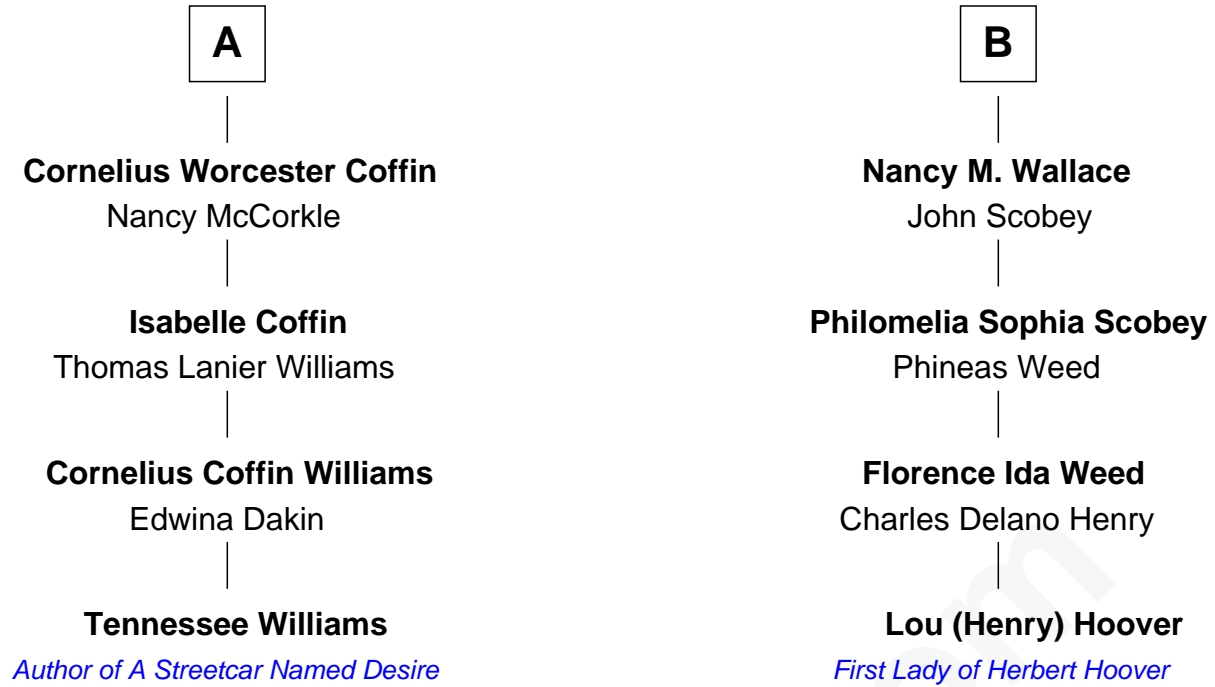 A
Cornelius Worcester Coffin
Nancy McCorkle
Isabelle Coffin
Thomas Lanier Williams
Cornelius Coffin Williams
Edwina Dakin
Tennessee Williams
Author of A Streetcar Named Desire
B
Nancy M. Wallace
John Scobey
Philomelia Sophia Scobey
Phineas Weed
Florence Ida Weed
Charles Delano Henry
Lou (Henry) Hoover
First Lady of Herbert Hoover